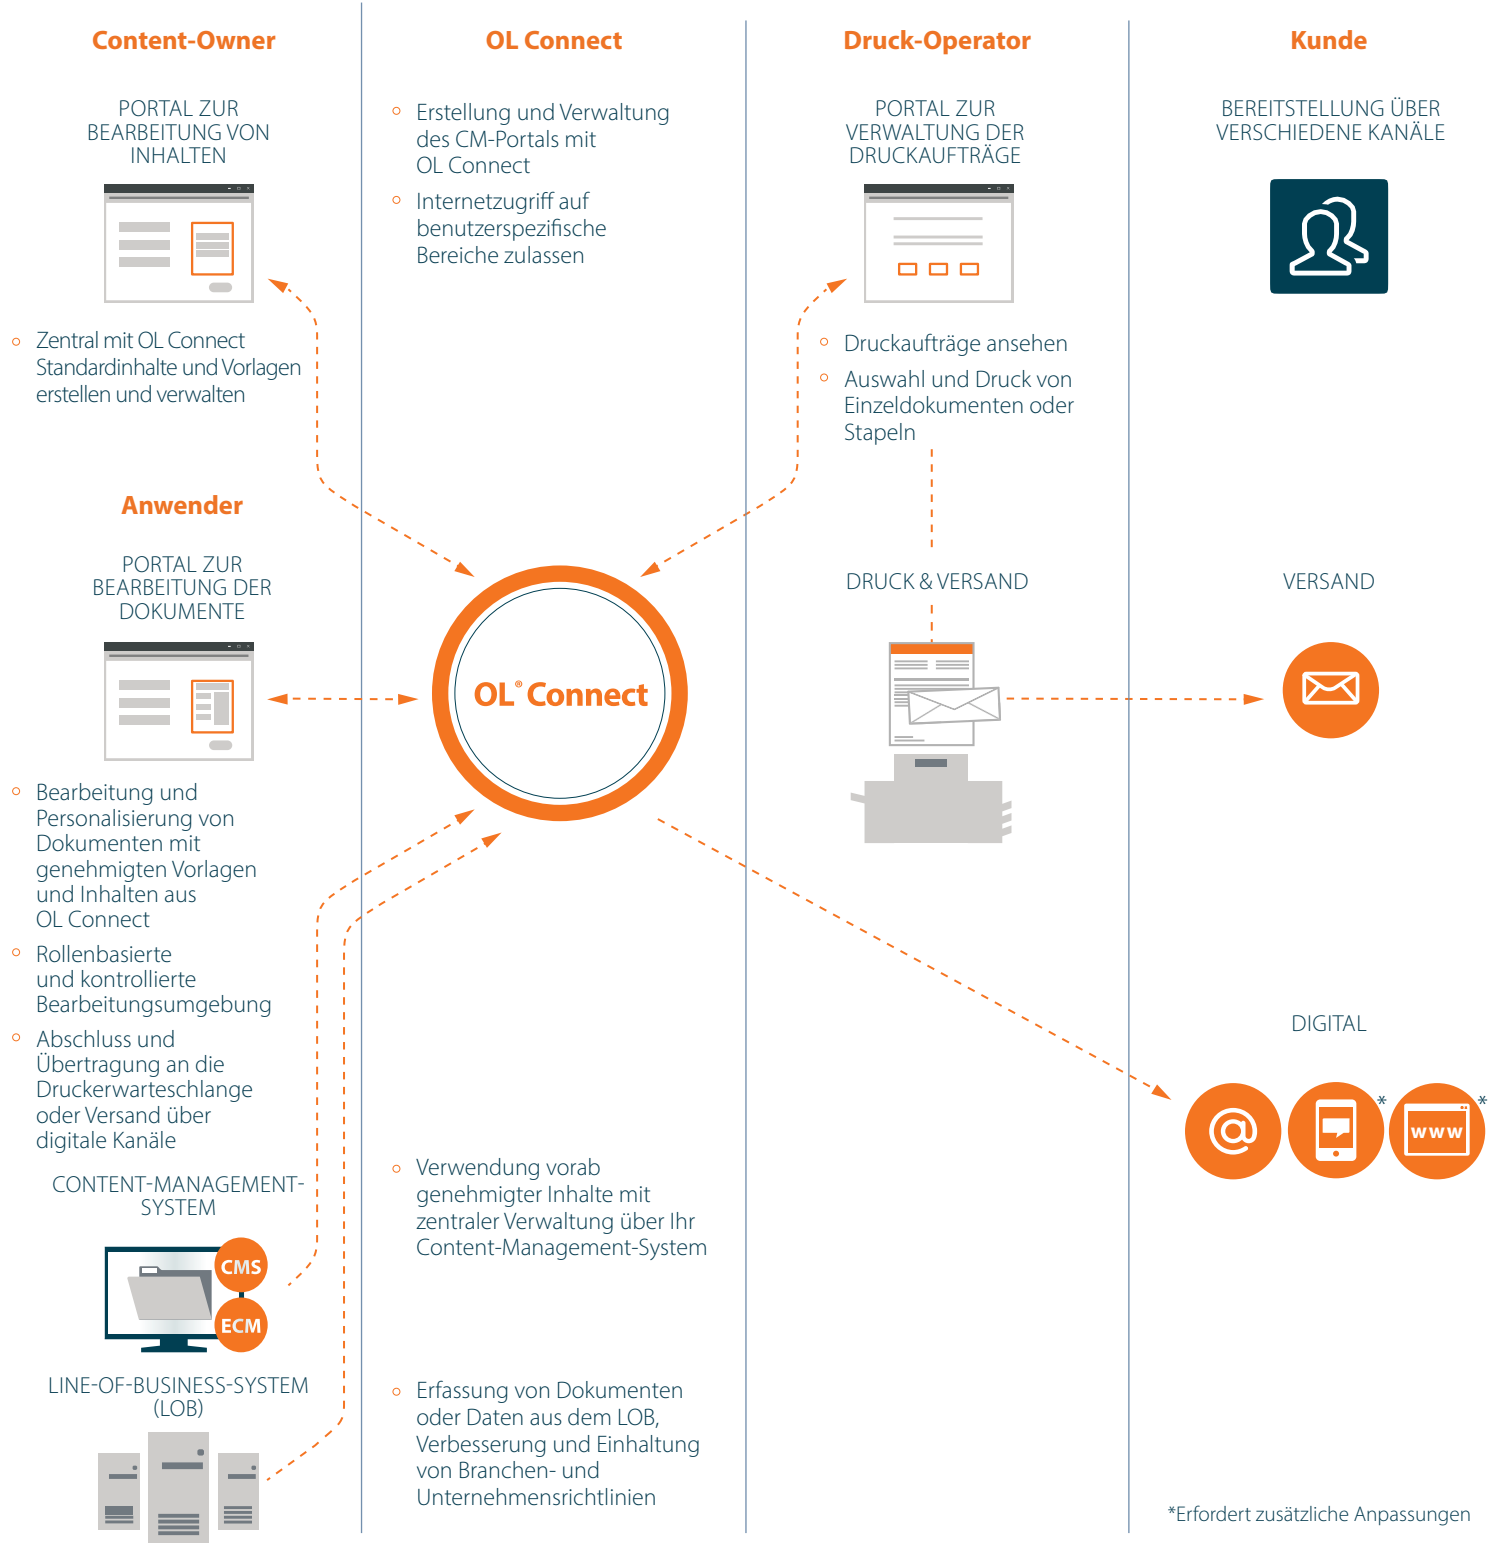 Content-Owner
PORTAL ZUR
BEARBEITUNG VON
INHALTEN
Zentral mit OL Connect
Standardinhalte und Vorlagen
erstellen und verwalten
Anwender
PORTAL ZUR
BEARBEITUNG DER
DOKUMENTE
Bearbeitung und
Personalisierung von
Dokumenten mit
genehmigten Vorlagen
und Inhalten aus
OL Connect
Rollenbasierte
und kontrollierte
Bearbeitungsumgebung
Abschluss und
Übertragung an die
Druckerwarteschlange
oder Versand über
digitale Kanäle
CONTENT-MANAGEMENT-
SYSTEM
CMS
ECM
LINE-OF-BUSINESS-SYSTEM
(LOB)
OL Connect
Erstellung und Verwaltung
des CM-Portals mit
OL Connect
Internetzugriff auf
benutzerspezifische
Bereiche zulassen
OL® Connect
Verwendung vorab
genehmigter Inhalte mit
zentraler Verwaltung über Ihr
Content-Management-System
Erfassung von Dokumenten
oder Daten aus dem LOB,
Verbesserung und Einhaltung
von Branchen- und
Unternehmensrichtlinien
Druck-Operator
PORTAL ZUR
VERWALTUNG DER
DRUCKAUFTRÄGE
Druckaufträge ansehen
Auswahl und Druck von
Einzeldokumenten oder
Stapeln
DRUCK & VERSAND
Kunde
BEREITSTELLUNG ÜBER
VERSCHIEDENE KANÄLE
VERSAND
DIGITAL
@ * www *
*Erfordert zusätzliche Anpassungen